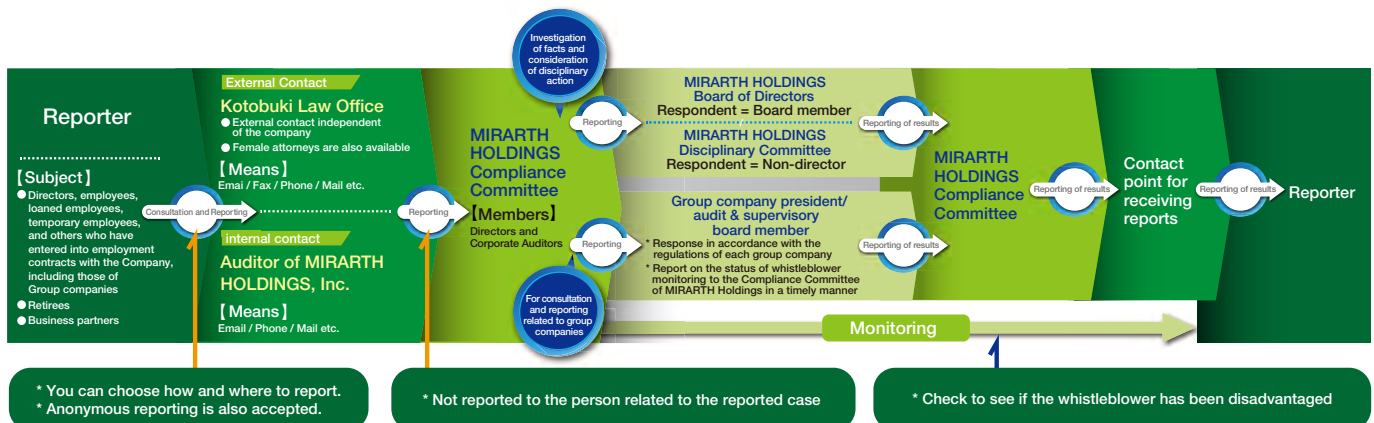 Reporter
【Subject】
●Directors, employees,
loaned employees,
temporary employees,
and others who have
entered into employment
contracts with the Company,
including those of
Group companies
●Retirees
●Business partners
Consultation and Reporting
External Contact
Kotobuki Law Office
●External contact independent
of the company
●Female attorneys are also available
【Means】
Emai / Fax / Phone / Mail etc.
internal contact
Auditor of MIRARTH
HOLDINGS, Inc.
【Means】
Email / Phone / Mail etc.
Reporting
MIRARTH
HOLDINGS
Compliance
Committee
【Members】
Directors and
Corporate Auditors
Investigation
of facts and
consideration
of disciplinary
action
Reporting
For consultation
and reporting
related to group
companies
Reporting
MIRARTH HOLDINGS
Board of Directors
Respondent = Board member
MIRARTH HOLDINGS
Disciplinary Committee
Respondent = Non-director
Group company president/
audit & supervisory
board member
* Response in accordance with the
regulations of each group company
* Report on the status of whistleblower
monitoring to the Compliance Committee
of MIRARTH Holdings in a timely manner
Reporting of results
Reporting of results
MIRARTH
HOLDINGS
Compliance
Committee
Reporting of results
Contact
point for
receiving
reports
Reporting of results
Reporter
Monitoring
* You can choose how and where to report.
* Anonymous reporting is also accepted.
* Not reported to the person related to the reported case
* Check to see if the whistleblower has been disadvantaged